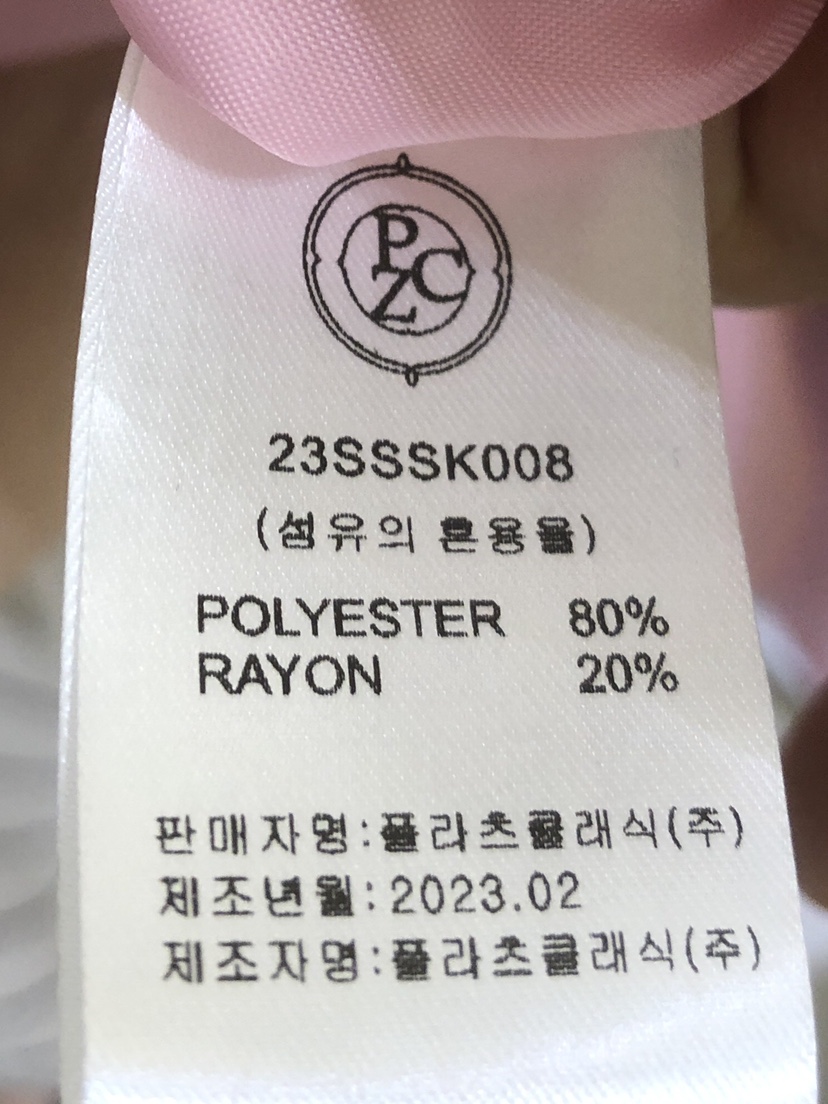 PCZ
23SSSK008
(섬유의 혼용율)
POLYESTER 80%
RAYON 20%
판매자명:플라츠클래식(주)
제조년월:2023.02
제조자명:플라츠클래식(주)